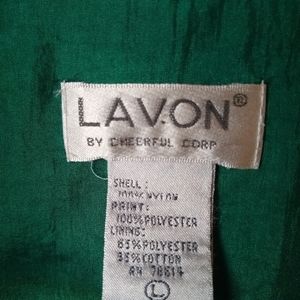 LAVON®
BY CHEERFUL CORP
SHELL:
100% NYLON
PRINT:
100%POLYESTER
LINING:
65%POLYESTER
35%COTTON
RN 78614
L